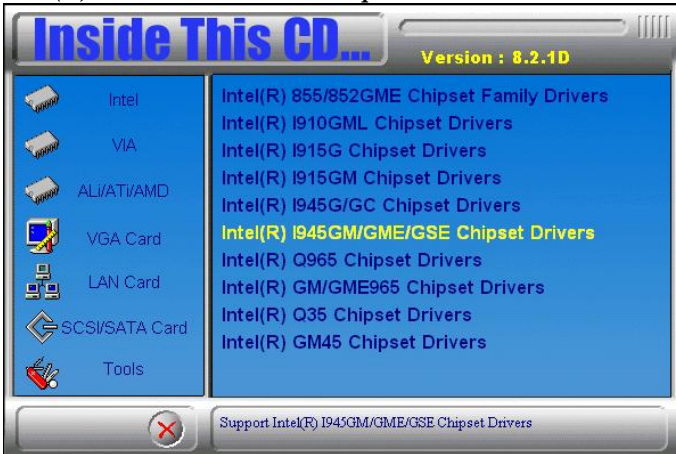 Inside This CD...
Version : 8.2.1D
Intel
VIA
ALi/ATi/AMD
VGA Card
LAN Card
SCSI/SATA Card
Tools
Intel(R) 855/852GME Chipset Family Drivers
Intel(R) I910GML Chipset Drivers
Intel(R) I915G Chipset Drivers
Intel(R) I915GM Chipset Drivers
Intel(R) I945G/GC Chipset Drivers
Intel(R) I945GM/GME/GSE Chipset Drivers
Intel(R) Q965 Chipset Drivers
Intel(R) GM/GME965 Chipset Drivers
Intel(R) Q35 Chipset Drivers
Intel(R) GM45 Chipset Drivers
Support Intel(R) I945GM/GME/GSE Chipset Drivers